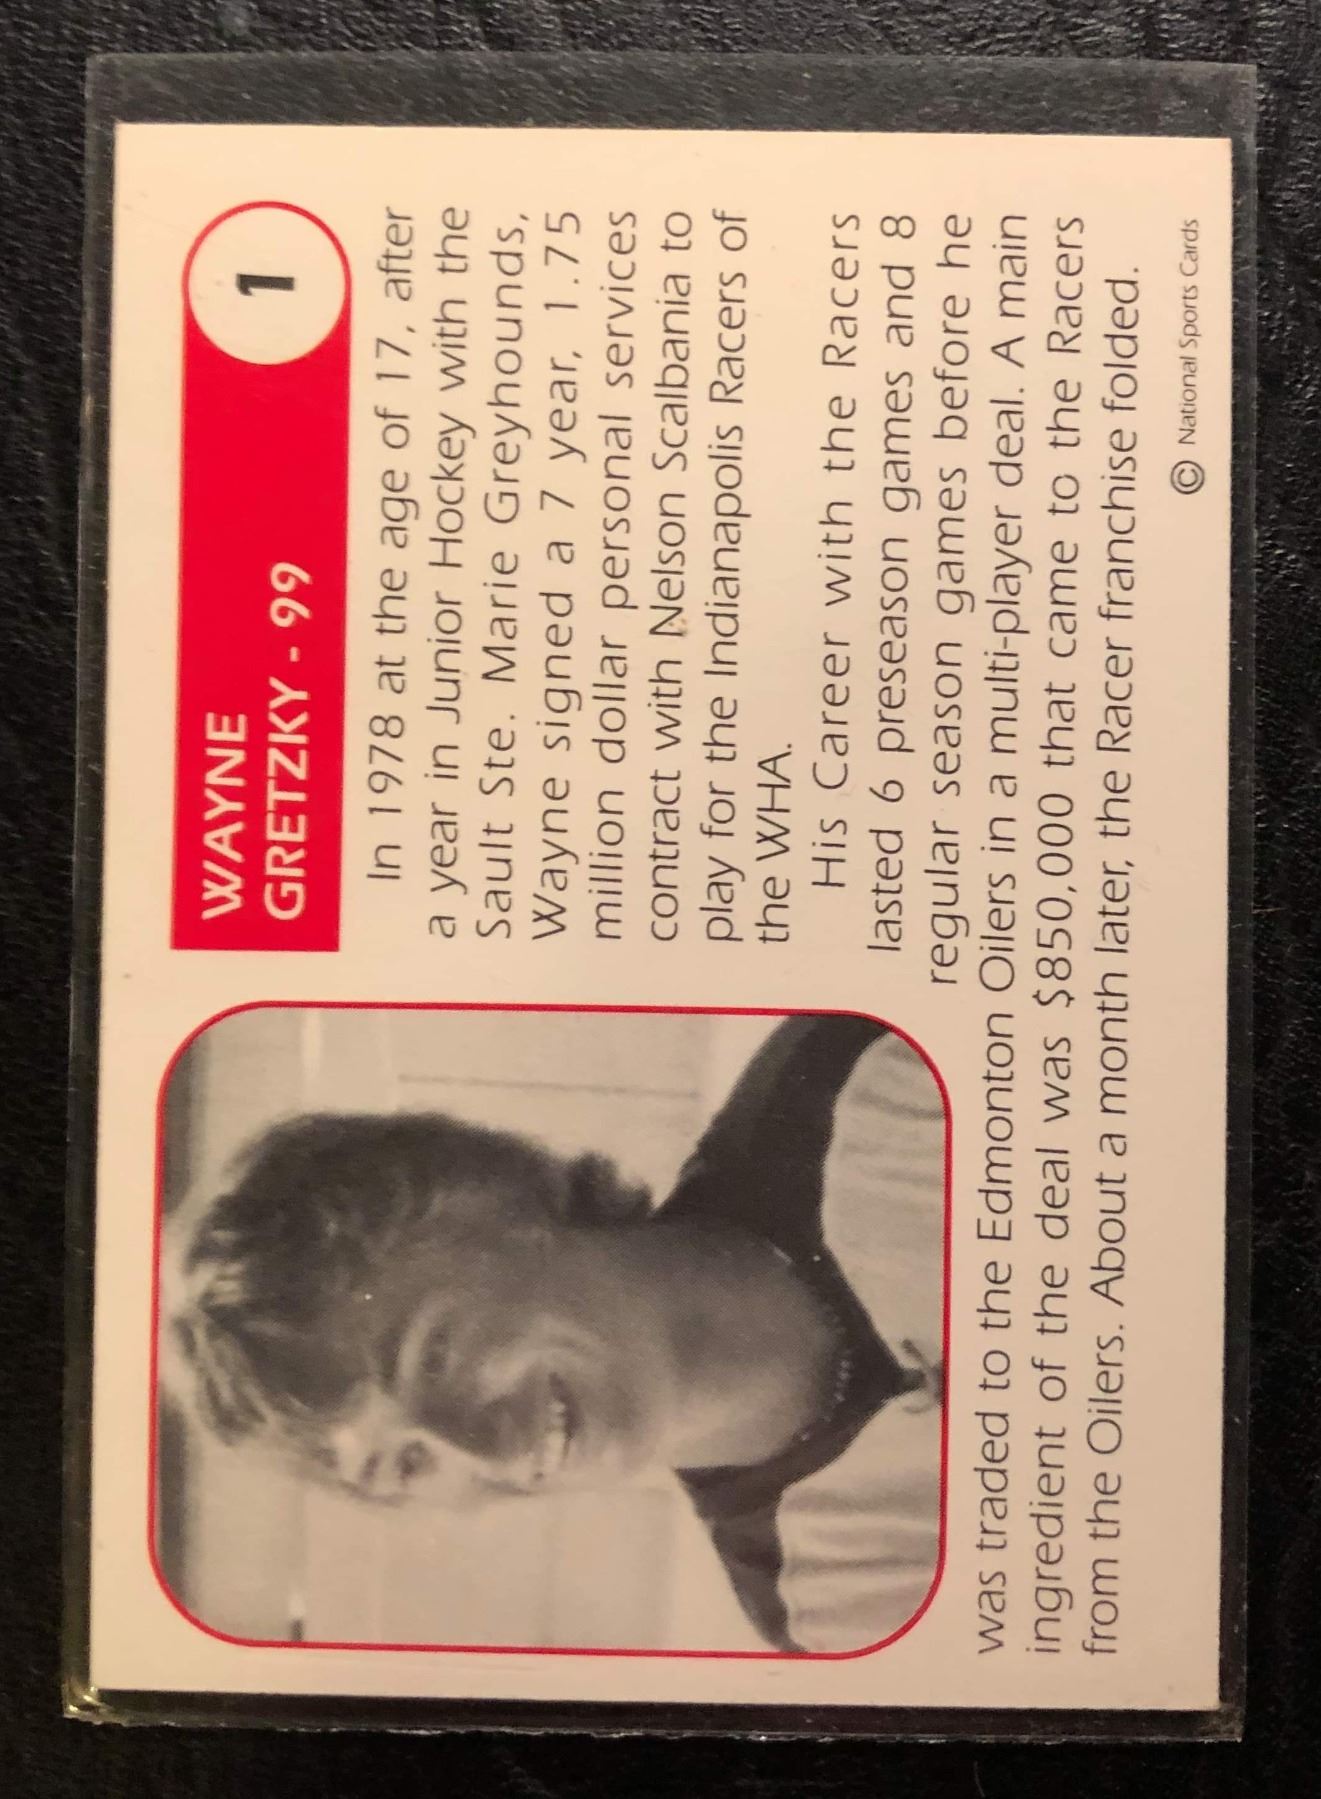 WAYNE
GRETZKY - 99
1
In 1978 at the age of 17, after
a year in Junior Hockey with the
Sault Ste. Marie Greyhounds,
Wayne signed a 7 year, 1.75
million dollar personal services
contract with Nelson Scalbania to
play for the Indianapolis Racers of
the WHA.
His Career with the Racers
lasted 6 preseason games and 8
regular season games before he
was traded to the Edmonton Oilers in a multi-player deal. A main
ingredient of the deal was $850,000 that came to the Racers
from the Oilers. About a month later, the Racer franchise folded.
© National Sports Cards